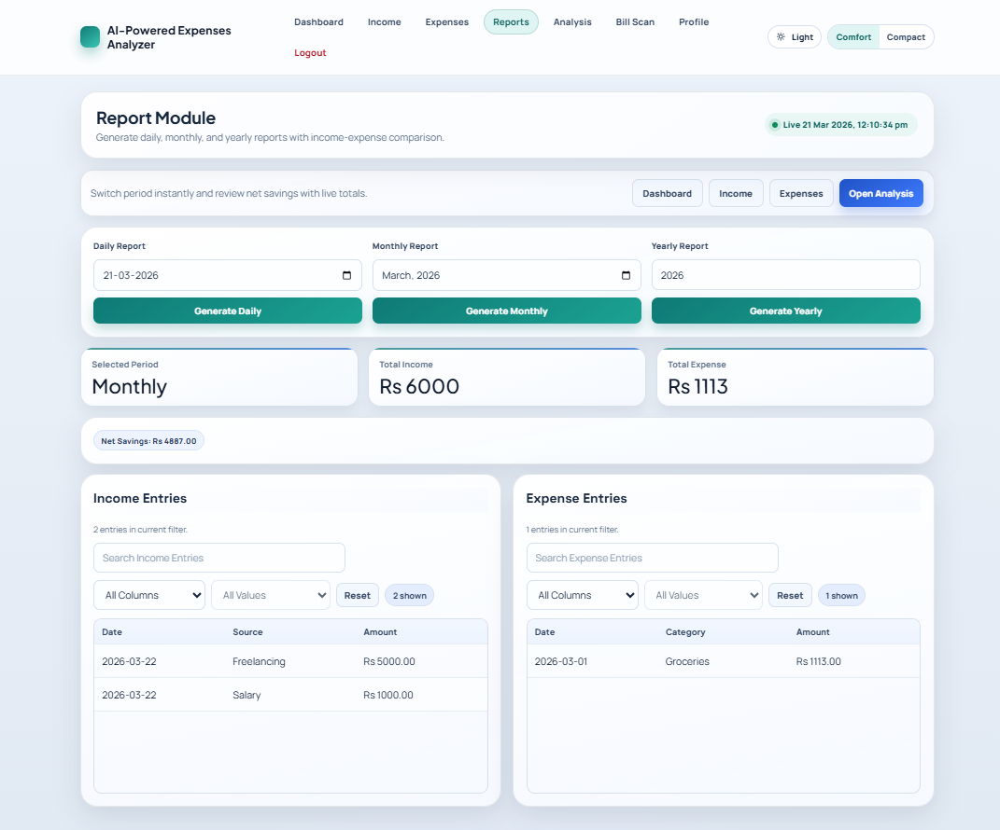 AI-Powered Expenses
Analyzer
Dashboard Income Expenses Reports Analysis Bill Scan Profile
Logout
Light
Comfort Compact
Report Module
Generate daily, monthly, and yearly reports with income-expense comparison.
Live 21 Mar 2026, 12:10:34 pm
Switch period instantly and review net savings with live totals.
Dashboard Income Expenses Open Analysis
Daily Report Monthly Report Yearly Report
21-03-2026 March, 2026 2026
Generate Daily Generate Monthly Generate Yearly
Selected Period Total Income Total Expense
Monthly Rs 6000 Rs 1113
Net Savings: Rs 4887.00
Income Entries
2 entries in current filter.
Search Income Entries
All Columns All Values Reset 2 shown
Date Source Amount
2026-03-22 Freelancing Rs 5000.00
2026-03-22 Salary Rs 1000.00
Expense Entries
1 entries in current filter.
Search Expense Entries
All Columns All Values Reset 1 shown
Date Category Amount
2026-03-01 Groceries Rs 1113.00